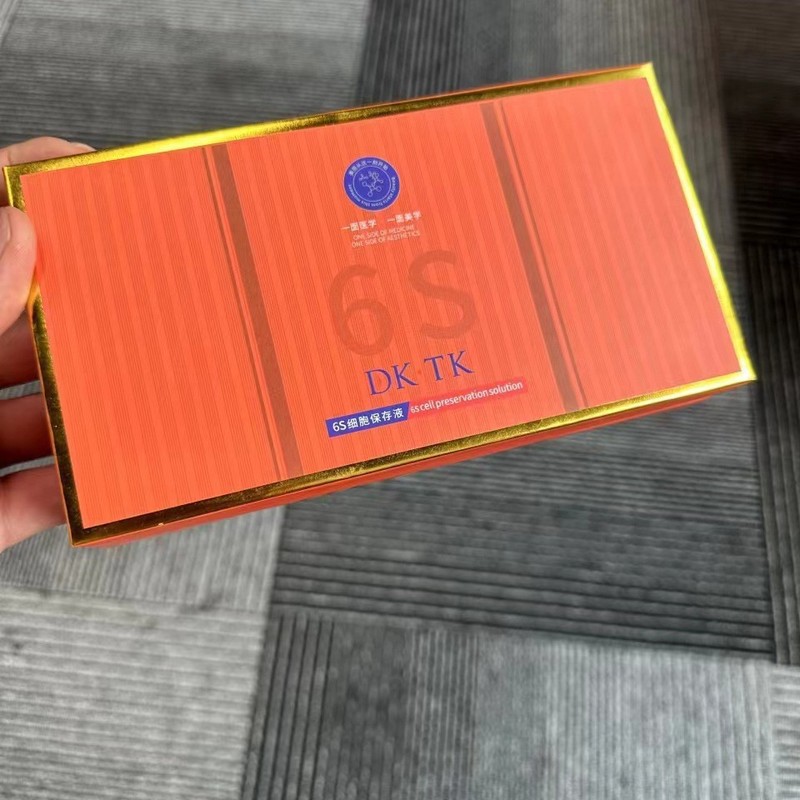 一面医学 一面美学
ONE SIDE OF MEDICINE
ONE SIDE OF AESTHETICS
6S
DK·TK
6S细胞保存液 6s cell preservation solution